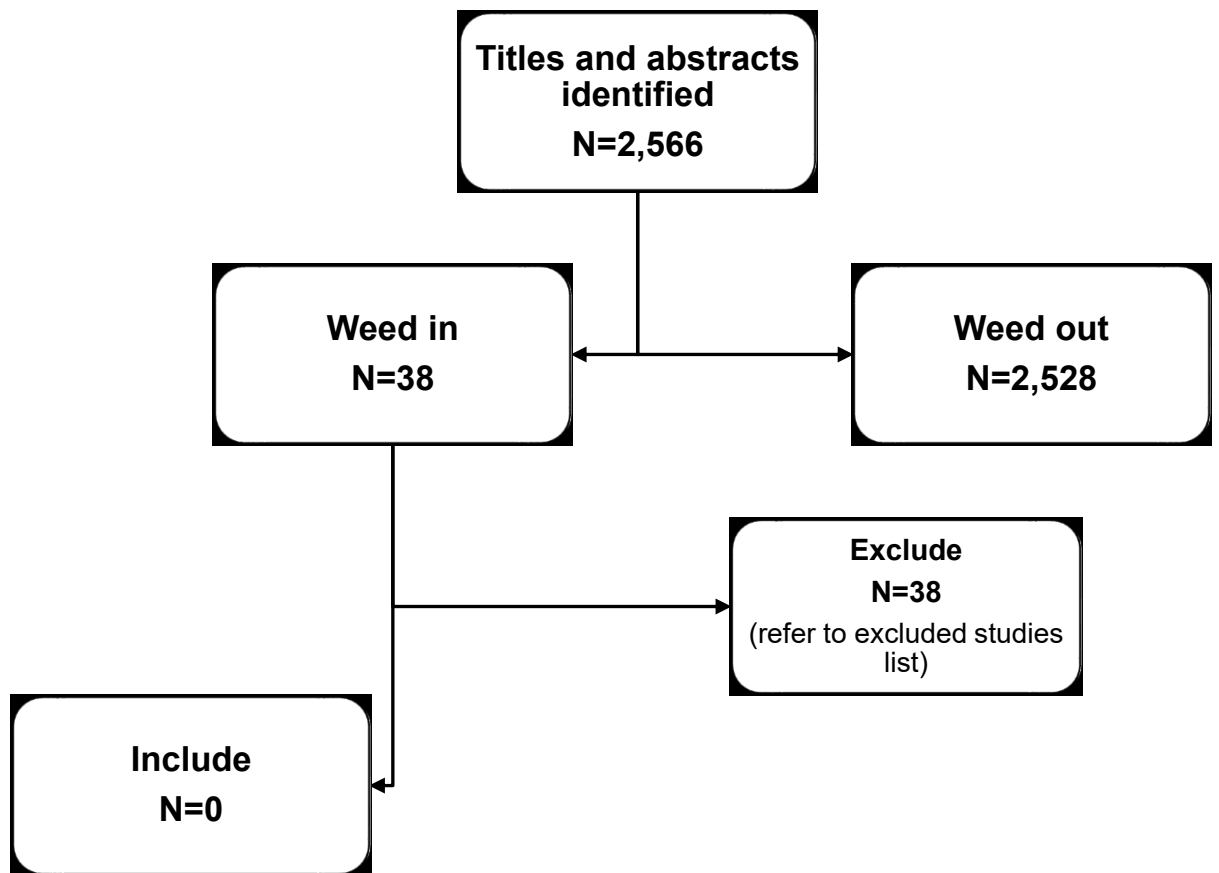 Titles and abstracts
identified
N=2,566
Weed in
N=38
Weed out
N=2,528
Exclude
N=38
(refer to excluded studies
list)
Include
N=0